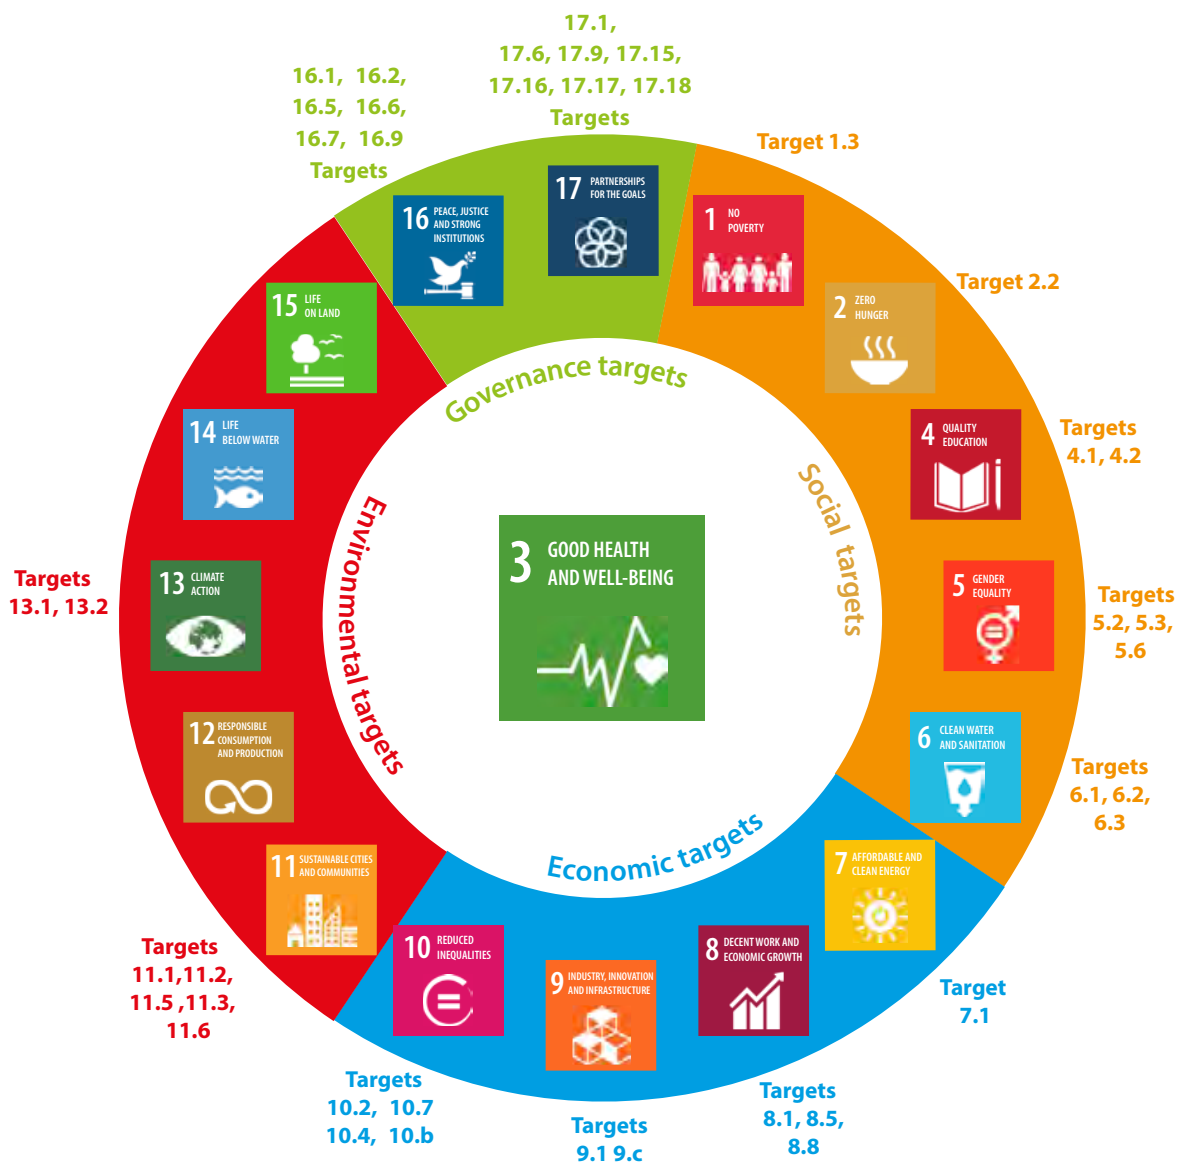 17.1,
17.6, 17.9, 17.15,
17.16, 17.17, 17.18
Targets
16.1, 16.2,
16.5, 16.6,
16.7, 16.9
Targets
Target 1.3
Target 2.2
Targets
4.1, 4.2
Targets
5.2, 5.3,
5.6
Targets
6.1, 6.2,
6.3
Target
7.1
Targets
8.1, 8.5,
8.8
Targets
9.1 9.c
Targets
10.2, 10.7
10.4, 10.b
Targets
11.1,11.2,
11.5 ,11.3,
11.6
Targets
13.1, 13.2
17 PARTNERSHIPS
FOR THE GOALS
16 PEACE, JUSTICE
AND STRONG
INSTITUTIONS
1 NO
POVERTY
2 ZERO
HUNGER
4 QUALITY
EDUCATION
5 GENDER
EQUALITY
6 CLEAN WATER
AND SANITATION
7 AFFORDABLE AND
CLEAN ENERGY
8 DECENT WORK AND
ECONOMIC GROWTH
9 INDUSTRY, INNOVATION
AND INFRASTRUCTURE
10 REDUCED
INEQUALITIES
11 SUSTAINABLE CITIES
AND COMMUNITIES
12 RESPONSIBLE
CONSUMPTION
AND PRODUCTION
13 CLIMATE
ACTION
14 LIFE
BELOW WATER
15 LIFE
ON LAND
Governance targets
Social targets
Economic targets
Environmental targets
3 GOOD HEALTH
AND WELL-BEING